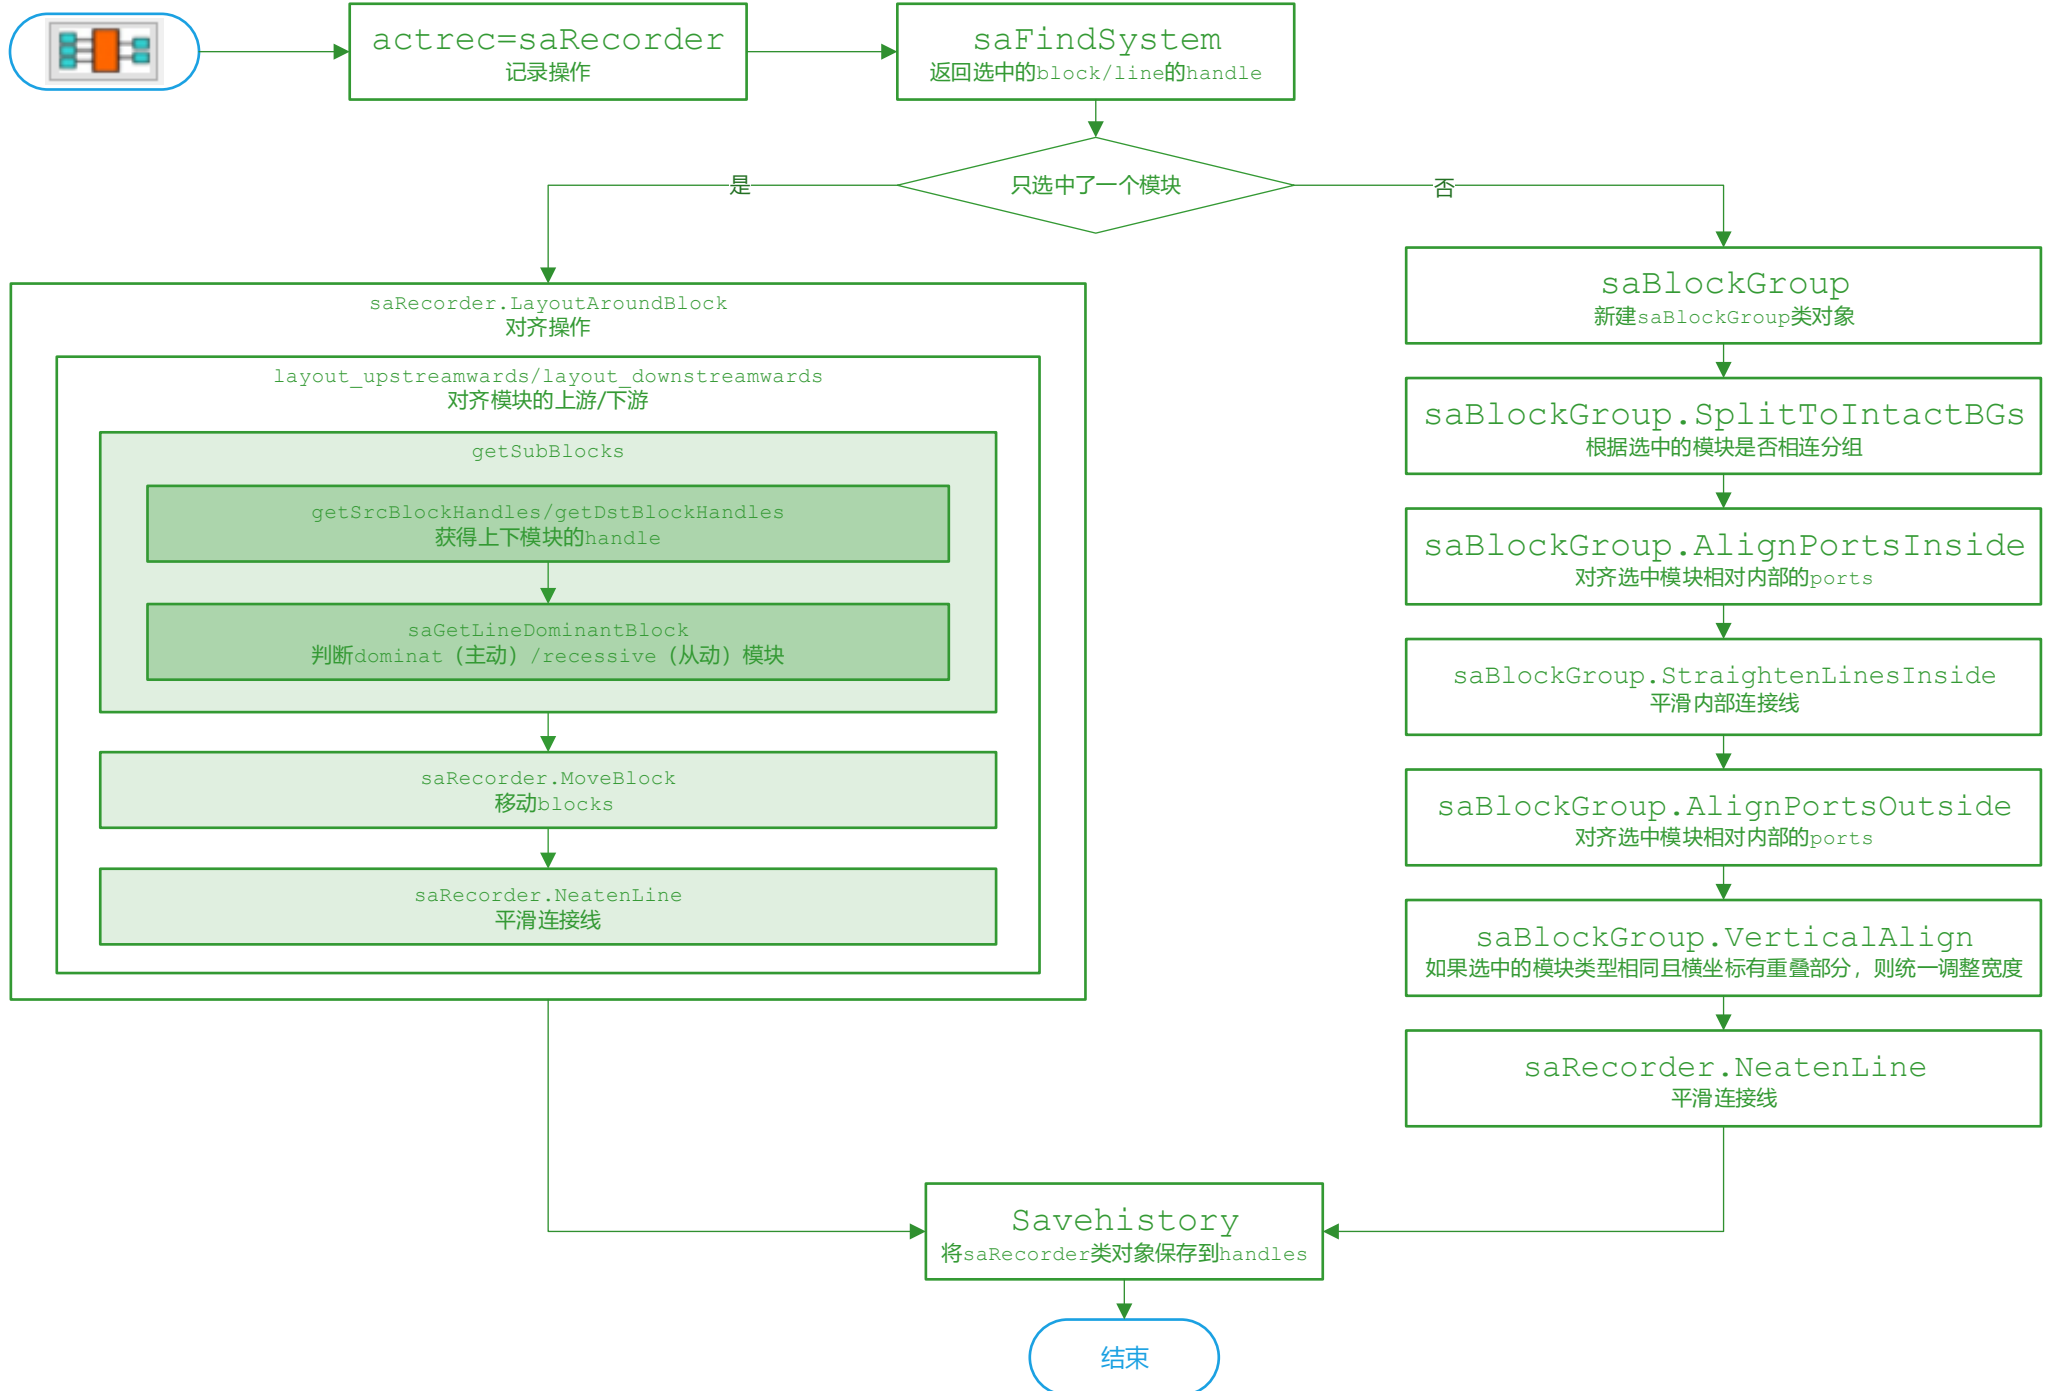 actrec=saRecorder
记录操作
saFindSystem
返回选中的block/line的handle
只选中了一个模块
是
否
saRecorder.LayoutAroundBlock
对齐操作
layout_upstreamwards/layout_downstreamwards
对齐模块的上游/下游
getSubBlocks
getSrcBlockHandles/getDstBlockHandles
获得上下模块的handle
saGetLineDominantBlock
判断dominat（主动）/recessive（从动）模块
saRecorder.MoveBlock
移动blocks
saRecorder.NeatenLine
平滑连接线
saBlockGroup
新建saBlockGroup类对象
saBlockGroup.SplitToIntactBGs
根据选中的模块是否相连分组
saBlockGroup.AlignPortsInside
对齐选中模块相对内部的ports
saBlockGroup.StraightenLinesInside
平滑内部连接线
saBlockGroup.AlignPortsOutside
对齐选中模块相对内部的ports
saBlockGroup.VerticalAlign
如果选中的模块类型相同且横坐标有重叠部分，则统一调整宽度
saRecorder.NeatenLine
平滑连接线
Savehistory
将saRecorder类对象保存到handles
结束